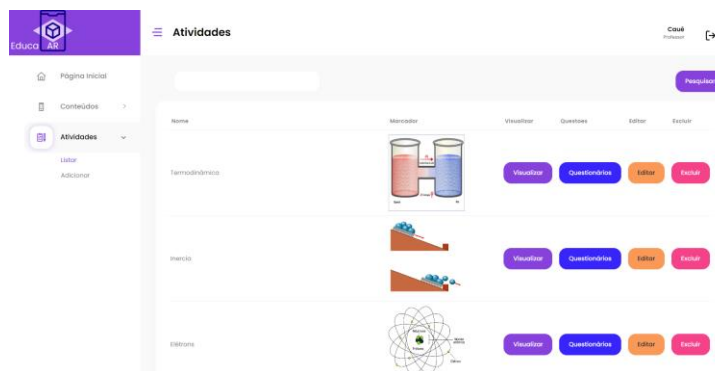 Educa AR
Atividades
Cauê
Professor
Página Inicial
Conteúdos
Atividades
Listar
Adicionar
Pesquisar
Nome Marcador Visualizar Questoes Editar Excluir
Termodinâmica Visualizar Questionários Editar Excluir
Inercia Visualizar Questionários Editar Excluir
Elétrons Visualizar Questionários Editar Excluir